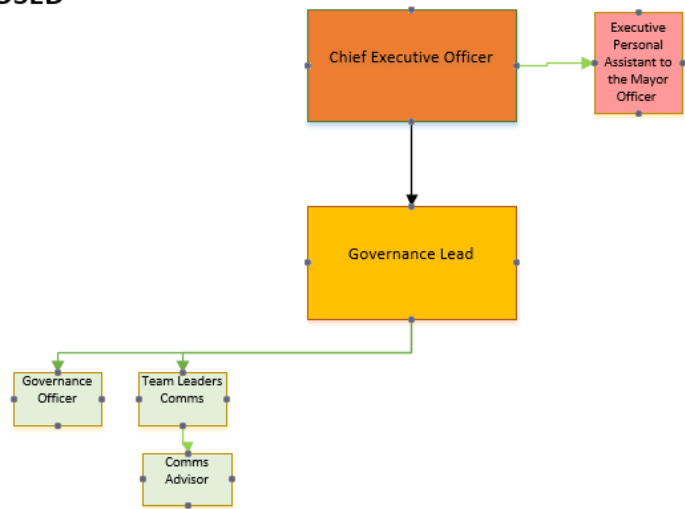 Chief Executive Officer
Executive
Personal
Assistant to
the Mayor
Officer
Governance Lead
Governance
Officer
Team Leaders
Comms
Comms
Advisor